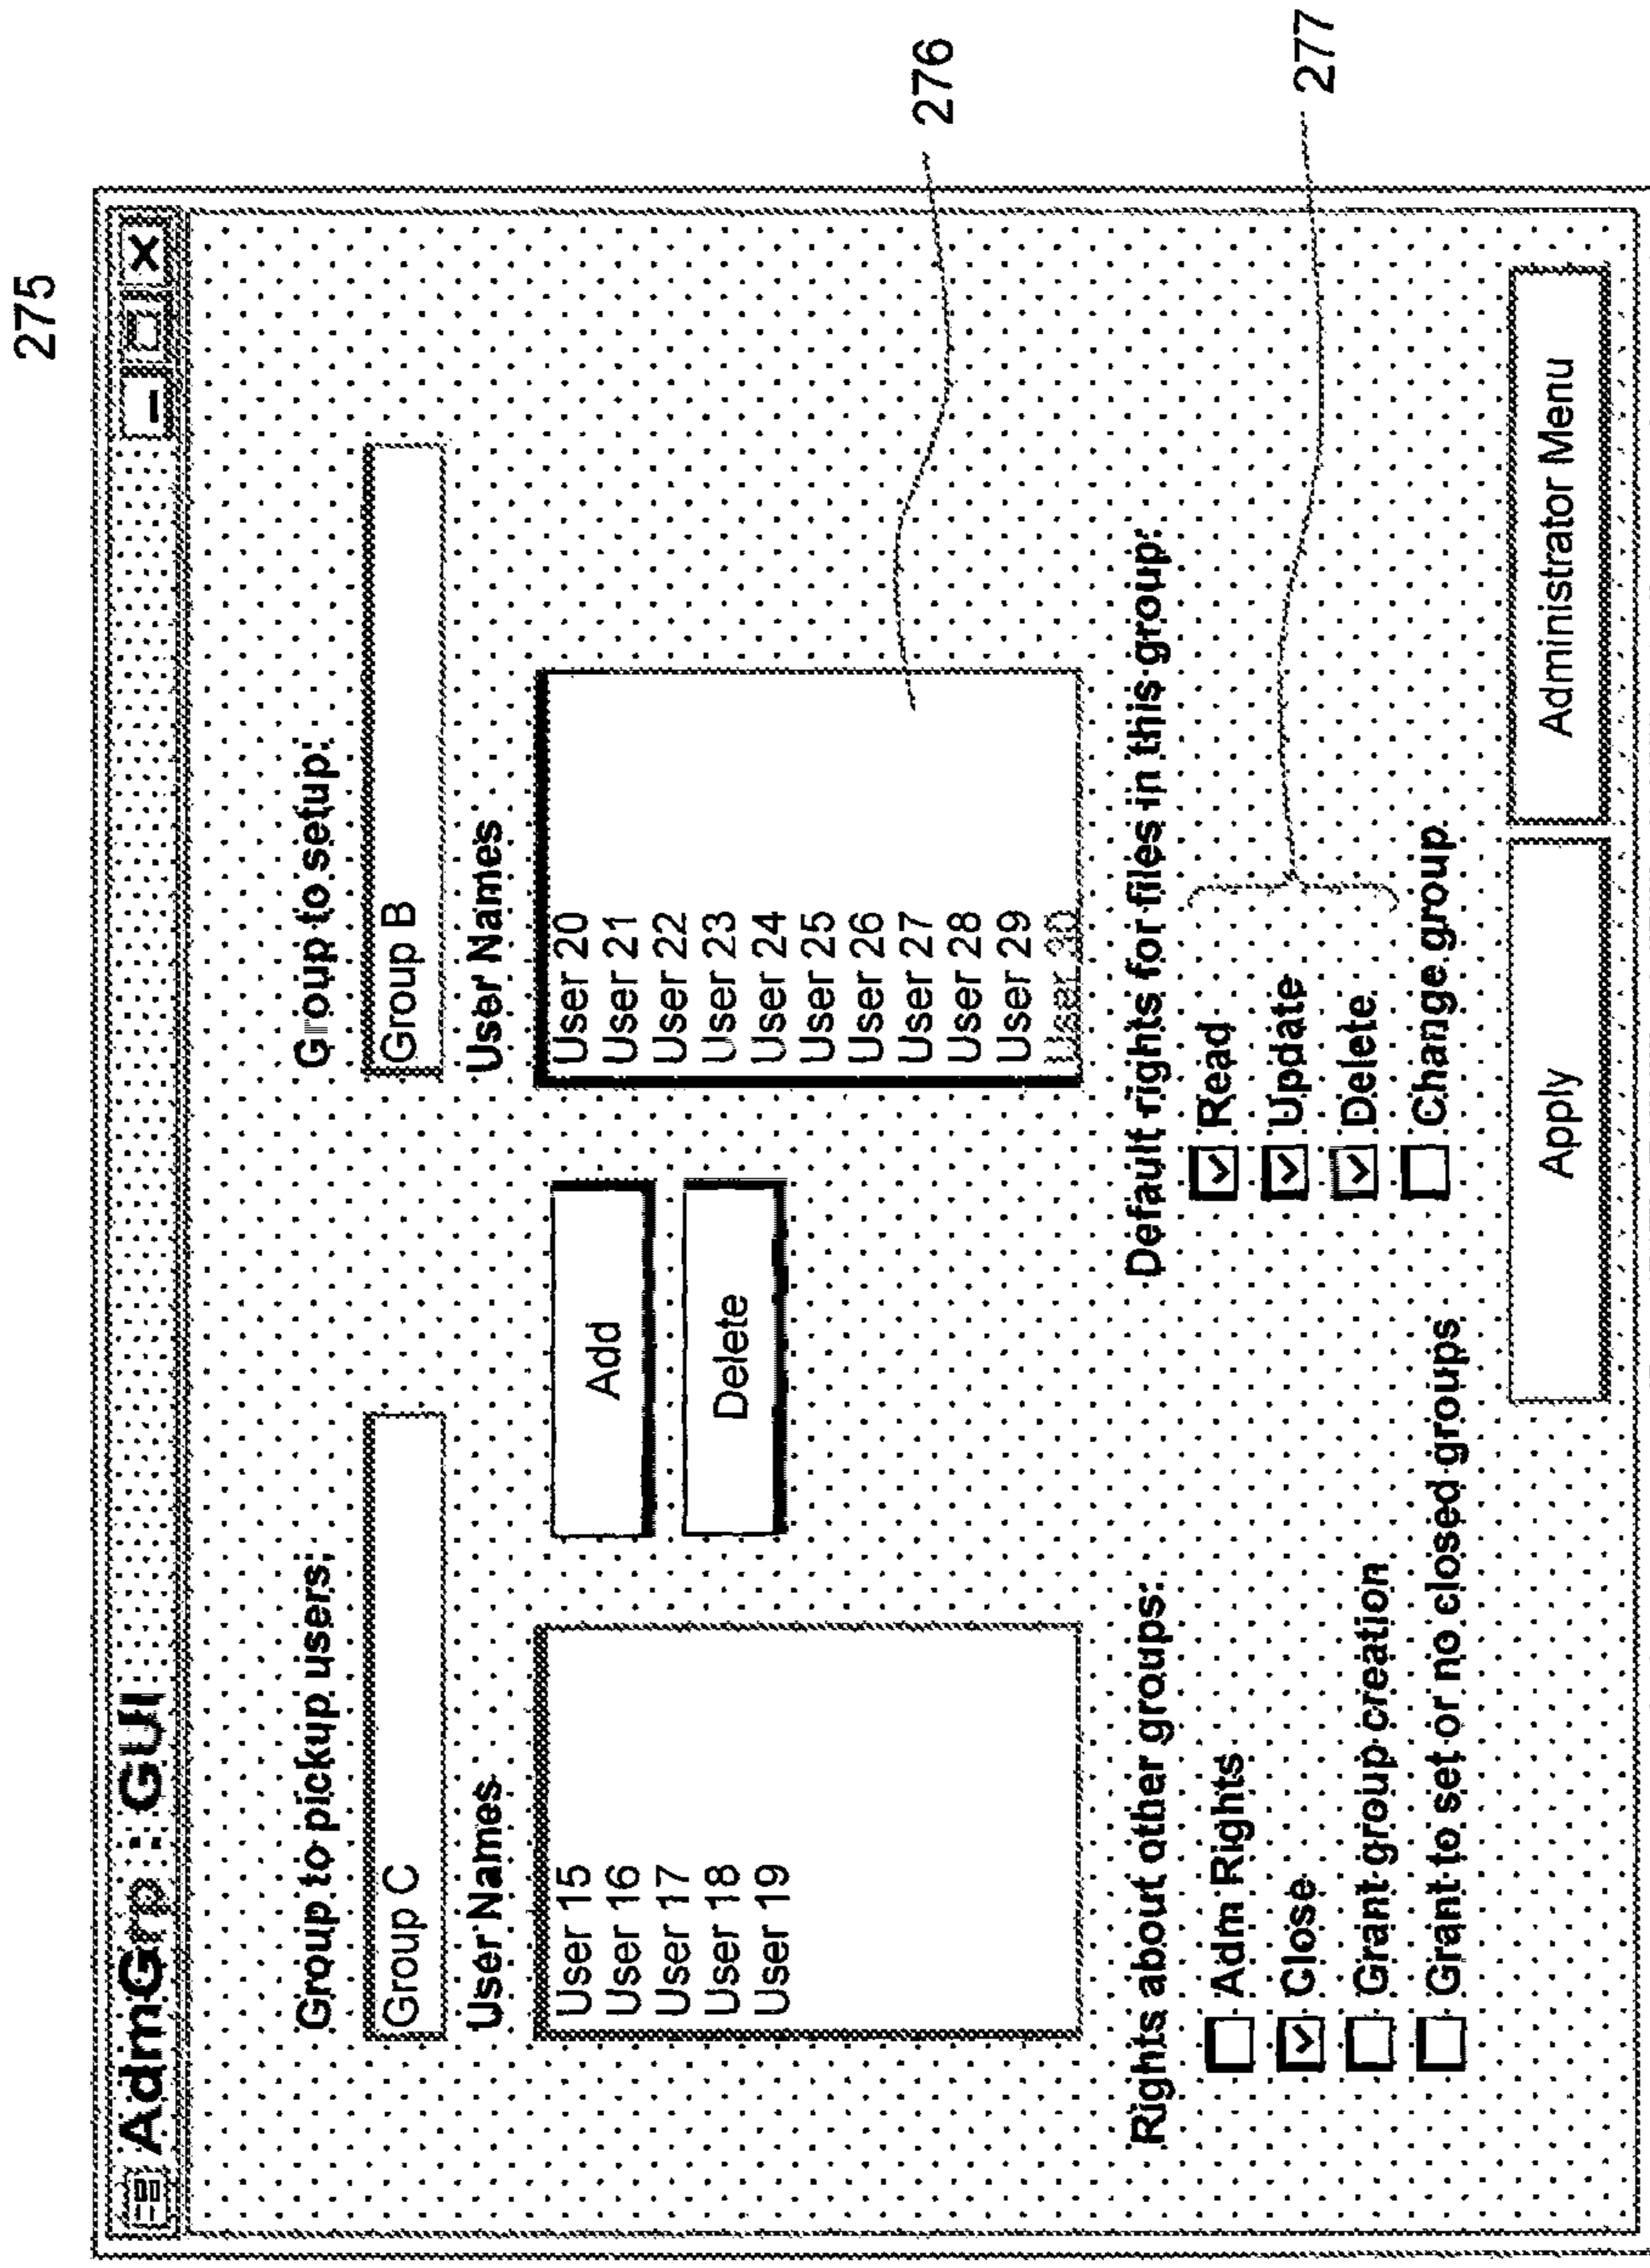 275
AdmGrp :: GUI
Group to pickup users:
Group C
User Names
User 15
User 16
User 17
User 18
User 19
Add
Delete
Group to setup:
Group B
User Names
User 20
User 21
User 22
User 23
User 24
User 25
User 26
User 27
User 28
User 29
User 30
276
Rights about other groups:
Adm Rights
Close
Grant group creation
Grant to set or no closed groups
Default rights for files in this group:
Read
Update
Delete
Change group
277
Apply
Administrator Menu